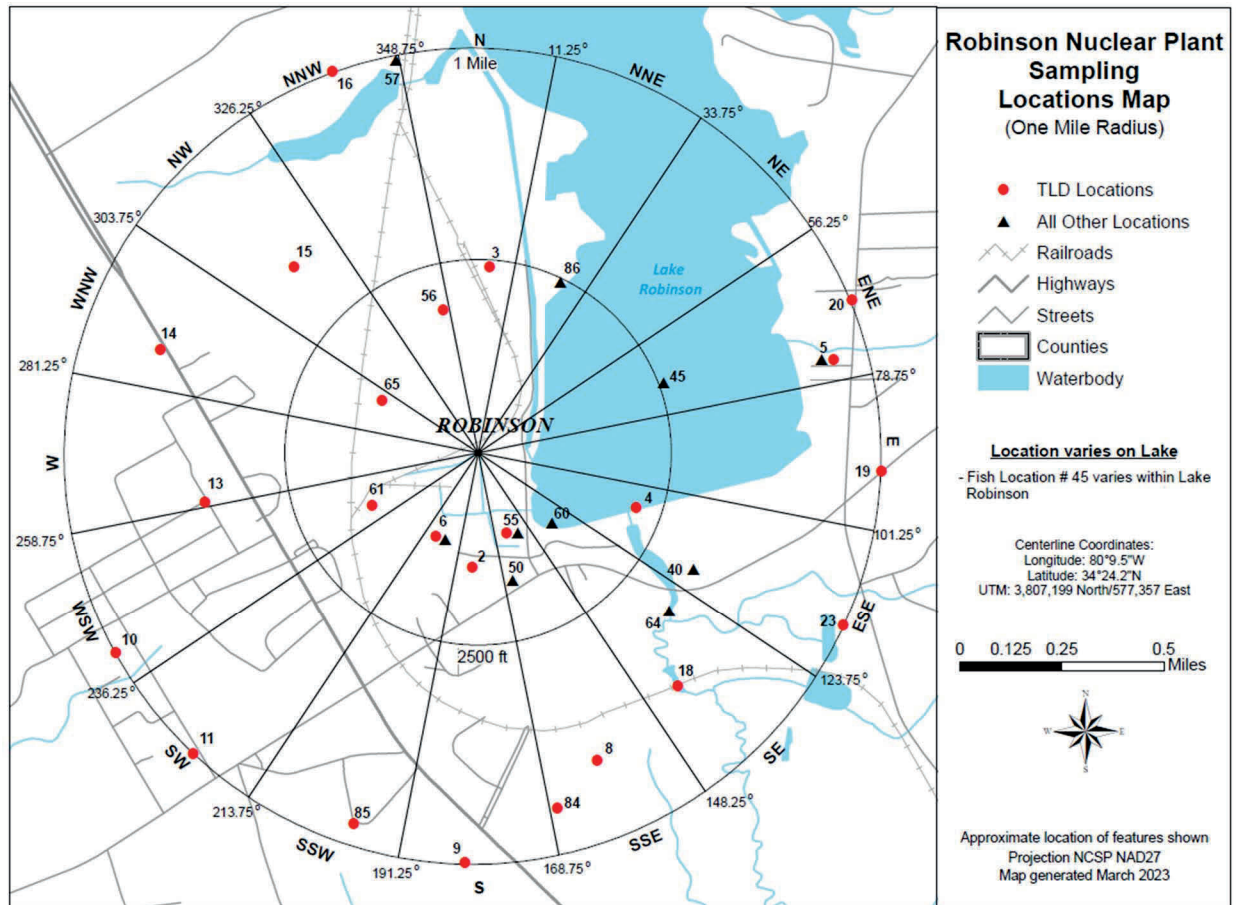 Robinson Nuclear Plant
Sampling
Locations Map
(One Mile Radius)
TLD Locations
All Other Locations
Railroads
Highways
Streets
Counties
Waterbody
Location varies on Lake
- Fish Location # 45 varies within Lake
Robinson
Centerline Coordinates:
Longitude: 80°9.5"W
Latitude: 34°24.2"N
UTM: 3,807,199 North/577,357 East
0 0.125 0.25 0.5
Miles
N
W E
S
Approximate location of features shown
Projection NCSP NAD27
Map generated March 2023
348.75°
N
1 Mile
11.25°
NNW
16
57
NNE
326.25°
33.75°
NW
NE
303.75°
56.25°
15
3
86
Lake
Robinson
ENE
20
WNW
56
14
5
281.25°
78.75°
65
45
ROBINSON
E
W
19
13
61
4
6
55
60
101.25°
258.75°
2
50
40
WSW
64
23
ESE
10
2500 ft
18
123.75°
236.25°
11
SW
8
SE
213.75°
85
84
148.25°
SSW
9
SSE
191.25°
S
168.75°